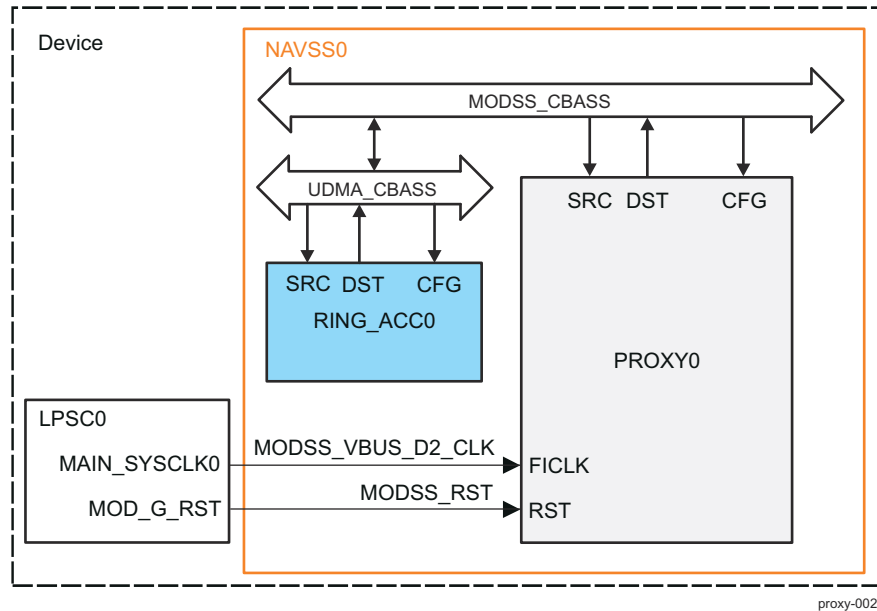 Device
NAVSS0
MODSS_CBASS
UDMA_CBASS
SRC DST CFG
SRC DST CFG
RING_ACC0
PROXY0
LPSC0
MODSS_VBUS_D2_CLK
MAIN_SYSCLK0
FICLK
MODSS_RST
MOD_G_RST
RST
proxy-002